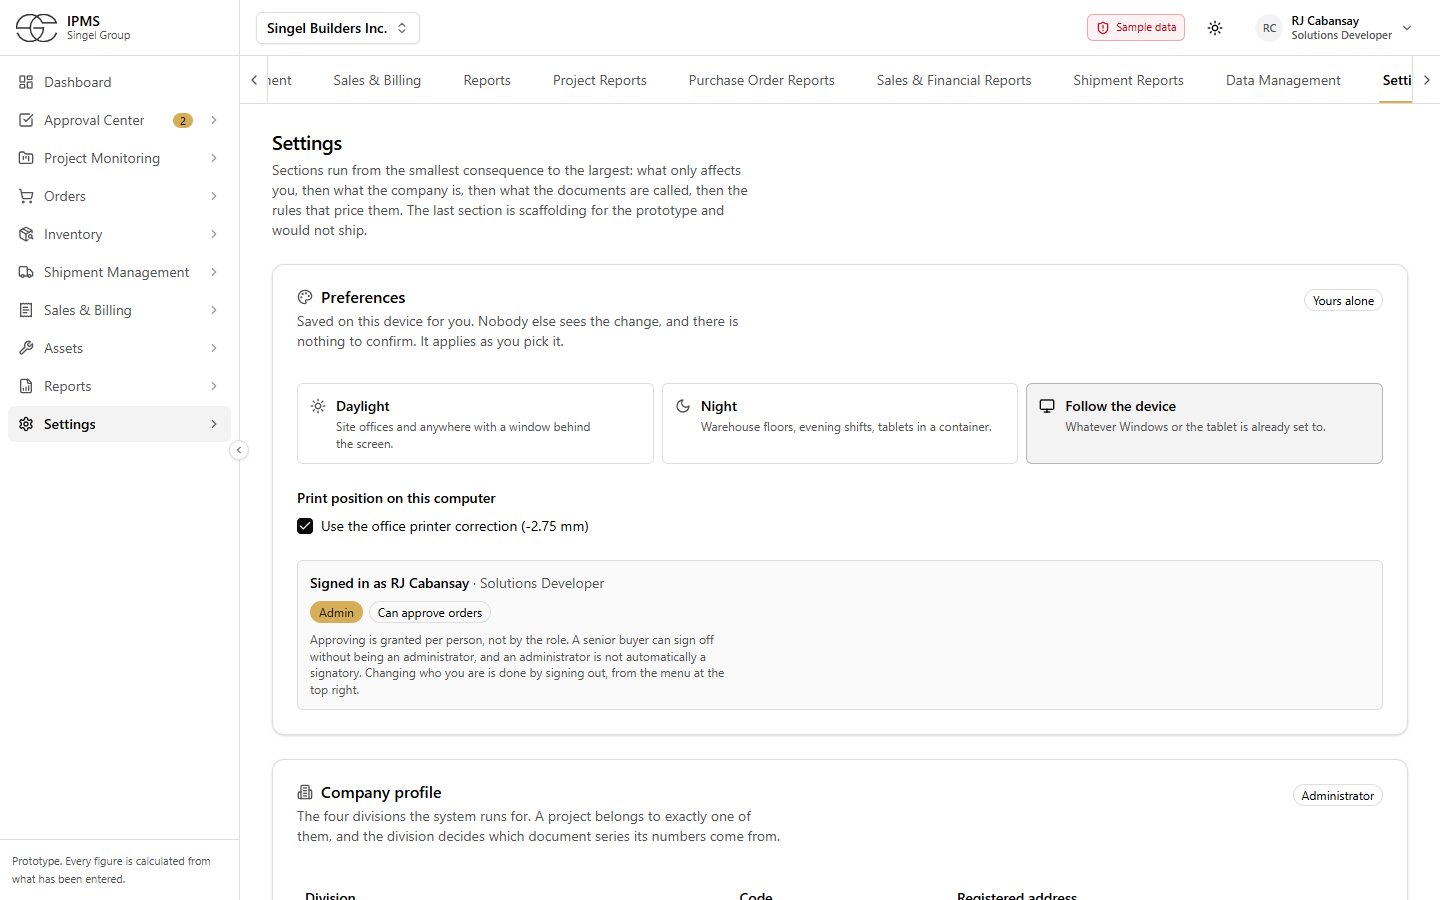 IPMS
Singel Group
Singel Builders Inc.
Sample data
RC
RJ Cabansay
Solutions Developer
Dashboard
Approval Center
2
Project Monitoring
Orders
Inventory
Shipment Management
Sales & Billing
Assets
Reports
Settings
Prototype. Every figure is calculated from
what has been entered.
nent
Sales & Billing
Reports
Project Reports
Purchase Order Reports
Sales & Financial Reports
Shipment Reports
Data Management
Setti
Settings
Sections run from the smallest consequence to the largest: what only affects
you, then what the company is, then what the documents are called, then the
rules that price them. The last section is scaffolding for the prototype and
would not ship.
Preferences
Yours alone
Saved on this device for you. Nobody else sees the change, and there is
nothing to confirm. It applies as you pick it.
Daylight
Site offices and anywhere with a window behind
the screen.
Night
Warehouse floors, evening shifts, tablets in a container.
Follow the device
Whatever Windows or the tablet is already set to.
Print position on this computer
Use the office printer correction (-2.75 mm)
Signed in as RJ Cabansay · Solutions Developer
Admin
Can approve orders
Approving is granted per person, not by the role. A senior buyer can sign off
without being an administrator, and an administrator is not automatically a
signatory. Changing who you are is done by signing out, from the menu at the
top right.
Company profile
Administrator
The four divisions the system runs for. A project belongs to exactly one of
them, and the division decides which document series its numbers come from.
Division
Code
Registered address